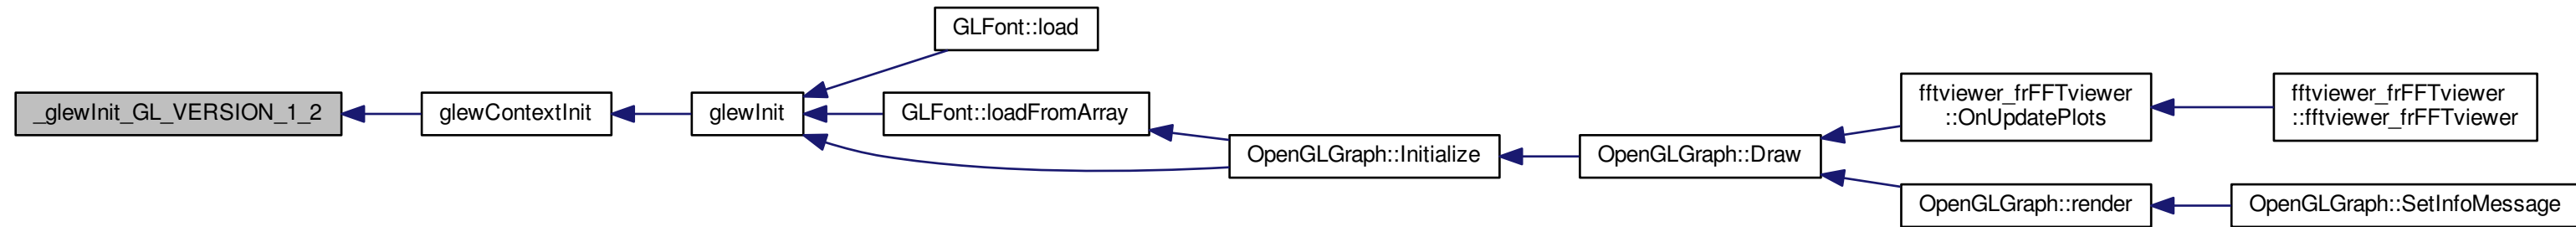 GLFont::load
_glewInit_GL_VERSION_1_2
glewContextInit
glewInit
GLFont::loadFromArray
OpenGLGraph::Initialize
OpenGLGraph::Draw
fftviewer_frFFTviewer
::OnUpdatePlots
fftviewer_frFFTviewer
::fftviewer_frFFTviewer
OpenGLGraph::render
OpenGLGraph::SetInfoMessage